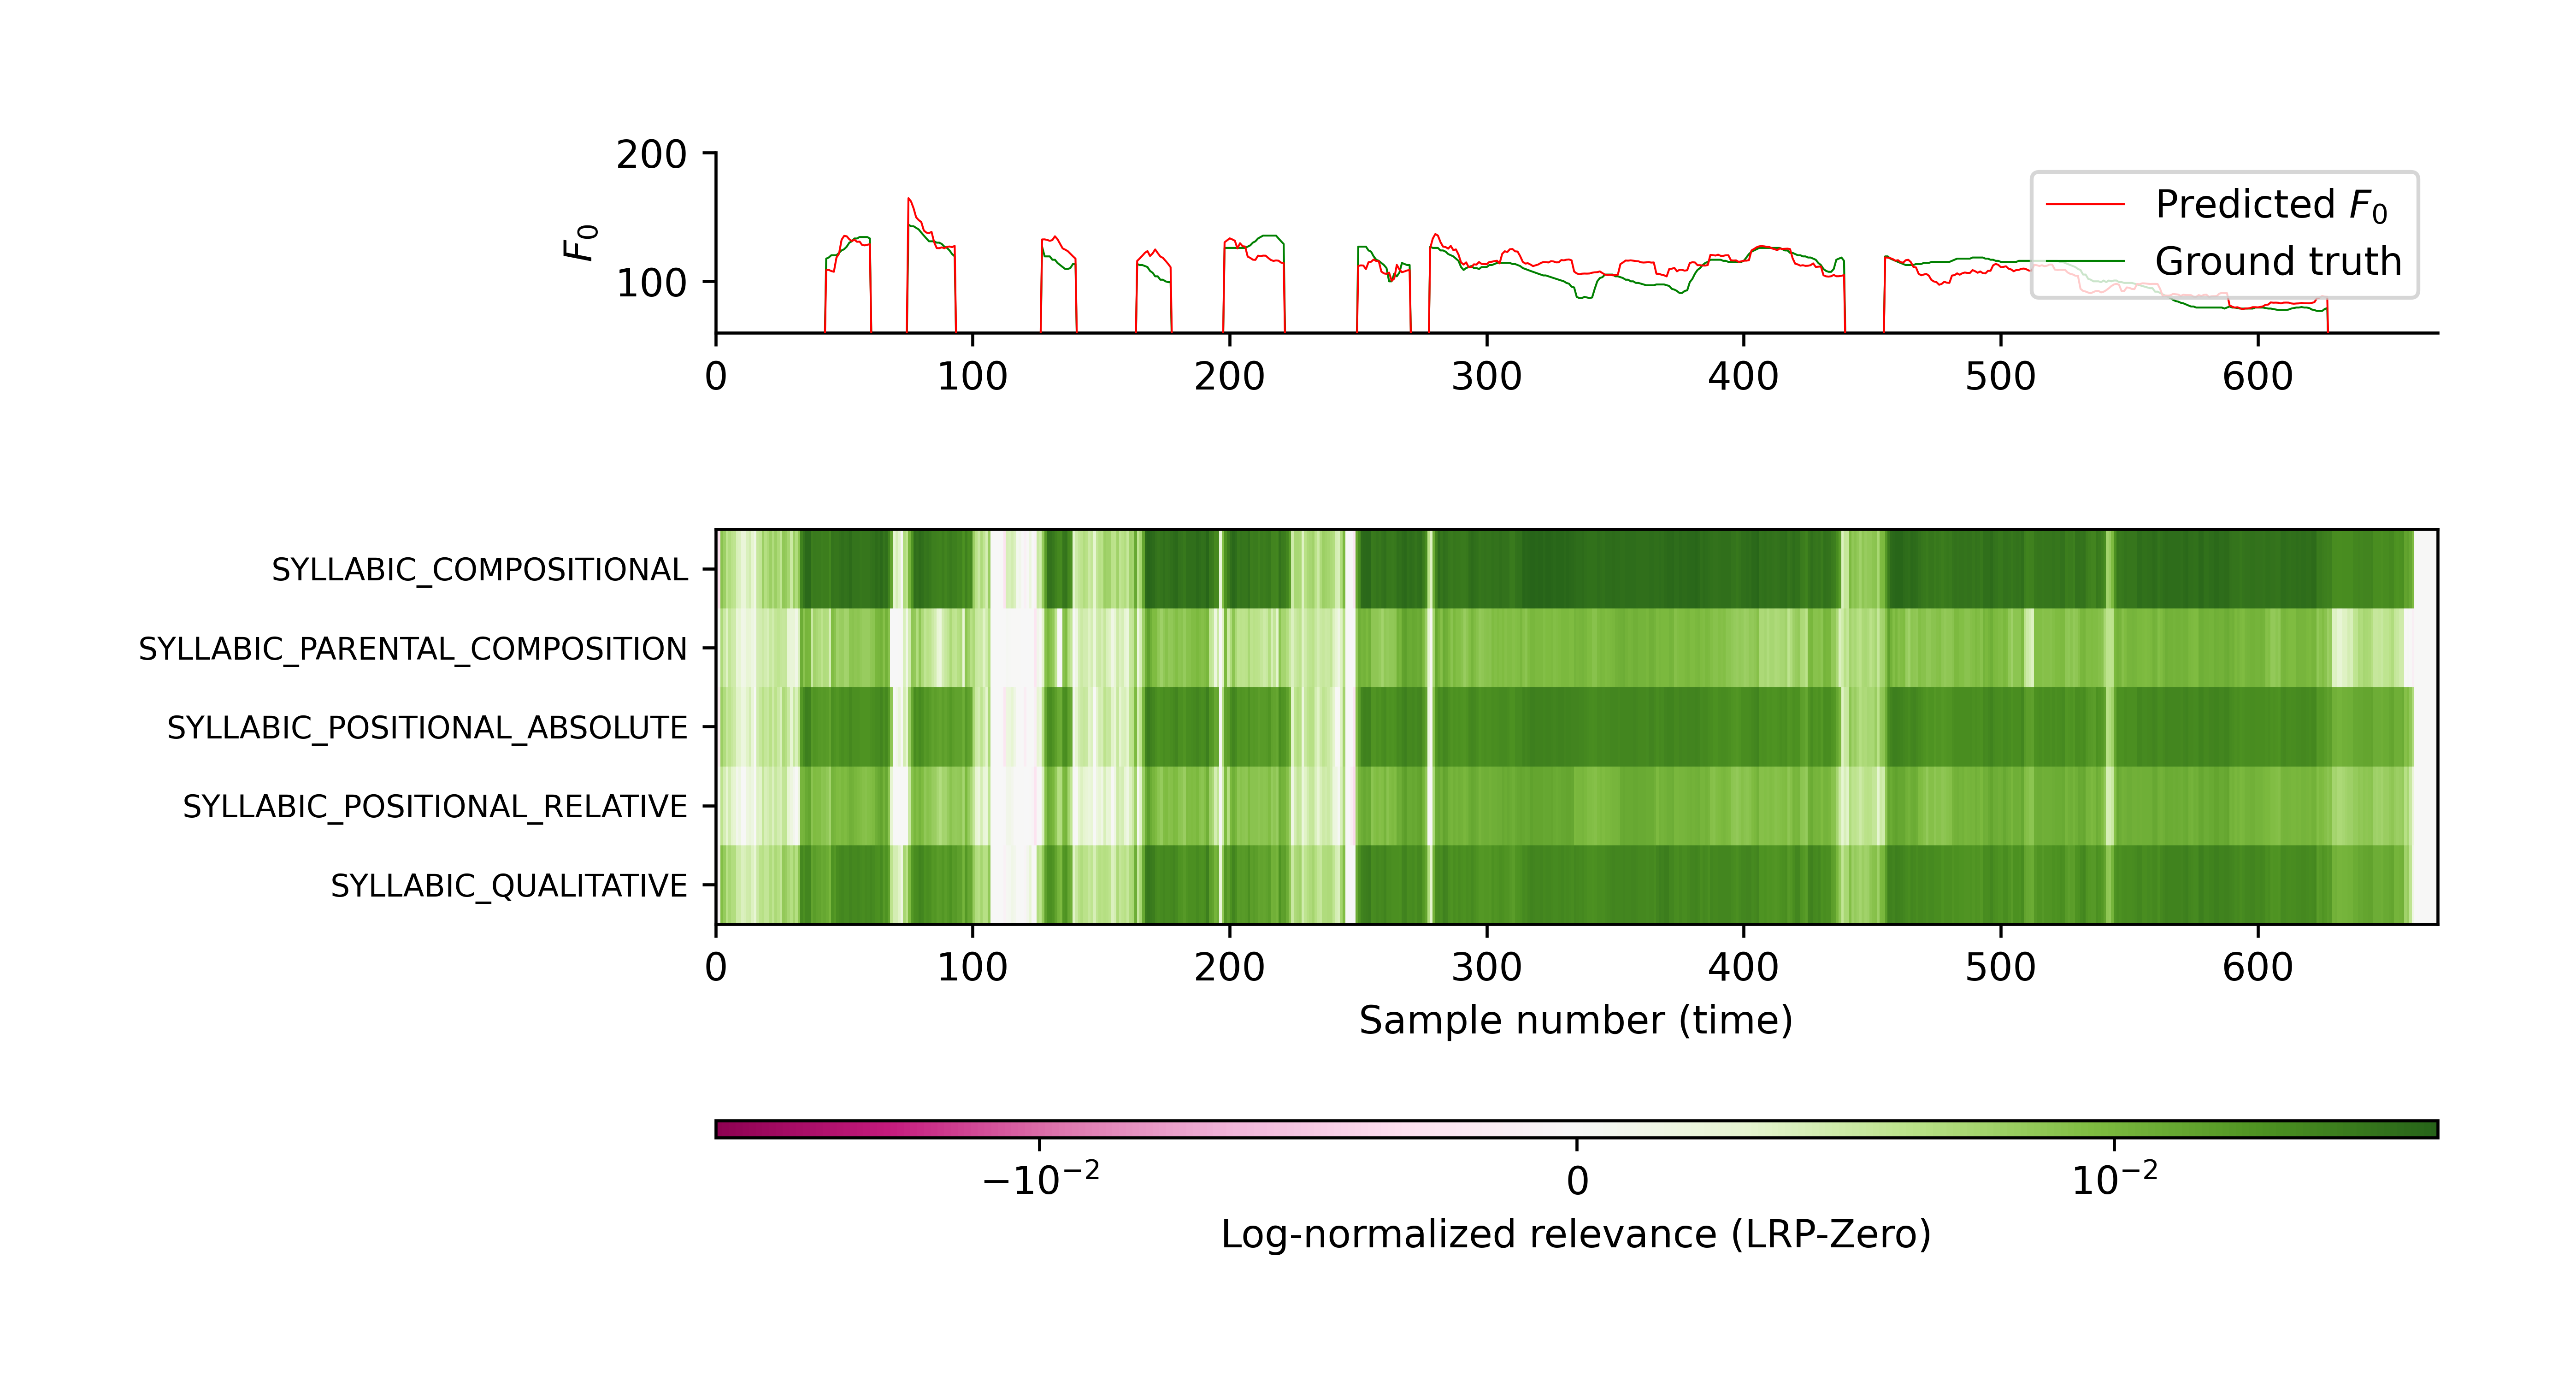 200
100
F₀
Predicted F₀
Ground truth
0 100 200 300 400 500 600
SYLLABIC_COMPOSITIONAL
SYLLABIC_PARENTAL_COMPOSITION
SYLLABIC_POSITIONAL_ABSOLUTE
SYLLABIC_POSITIONAL_RELATIVE
SYLLABIC_QUALITATIVE
0 100 200 300 400 500 600
Sample number (time)
−10⁻² 0 10⁻²
Log-normalized relevance (LRP-Zero)